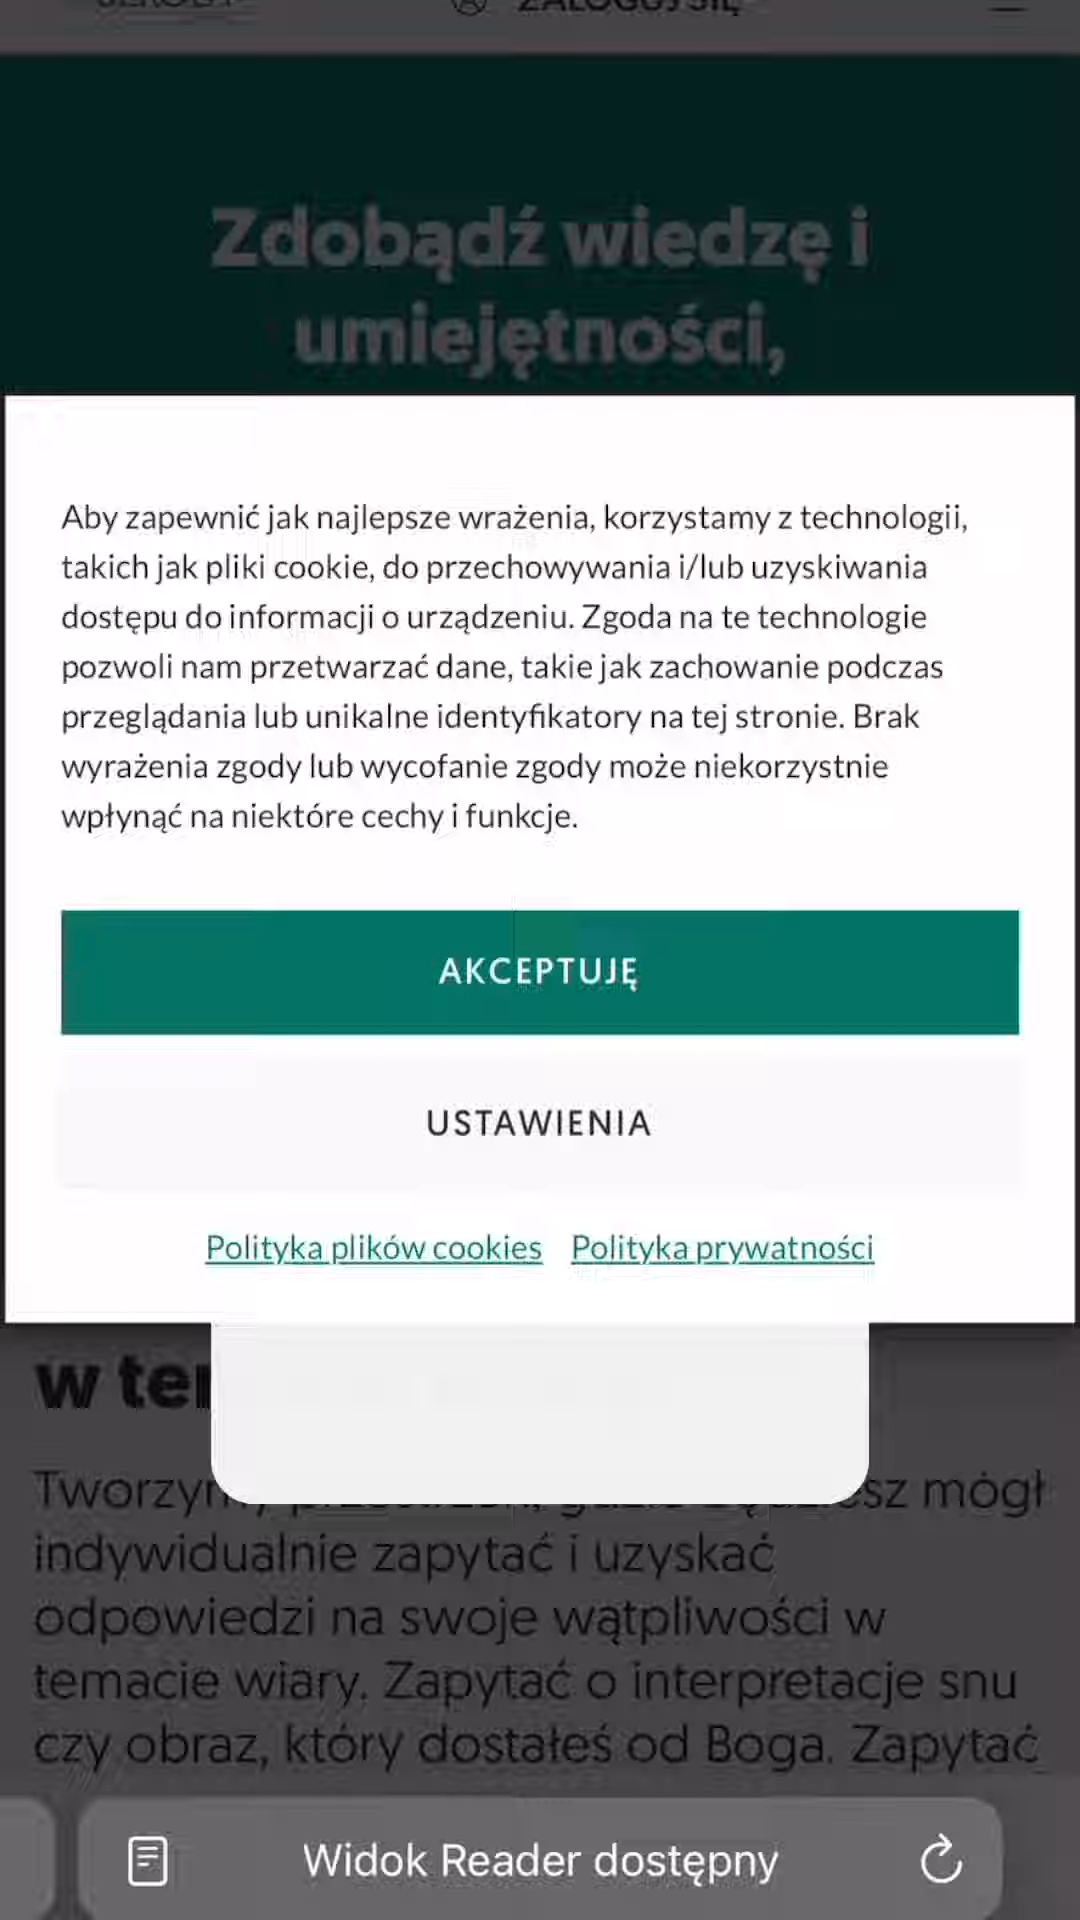 ZALOGUJ SIĘ
Zdobądź wiedzę i
umiejętności,
Aby zapewnić jak najlepsze wrażenia, korzystamy z technologii,
takich jak pliki cookie, do przechowywania i/lub uzyskiwania
dostępu do informacji o urządzeniu. Zgoda na te technologie
pozwoli nam przetwarzać dane, takie jak zachowanie podczas
przeglądania lub unikalne identyfikatory na tej stronie. Brak
wyrażenia zgody lub wycofanie zgody może niekorzystnie
wpłynąć na niektóre cechy i funkcje.
AKCEPTUJĘ
USTAWIENIA
Polityka plików cookies Polityka prywatności
w
mógł
indywidualnie zapytać i uzyskać
odpowiedzi na swoje wątpliwości w
temacie wiary. Zapytać o interpretacje snu
czy obraz, który dostałeś od Boga. Zapytać
Widok Reader dostępny